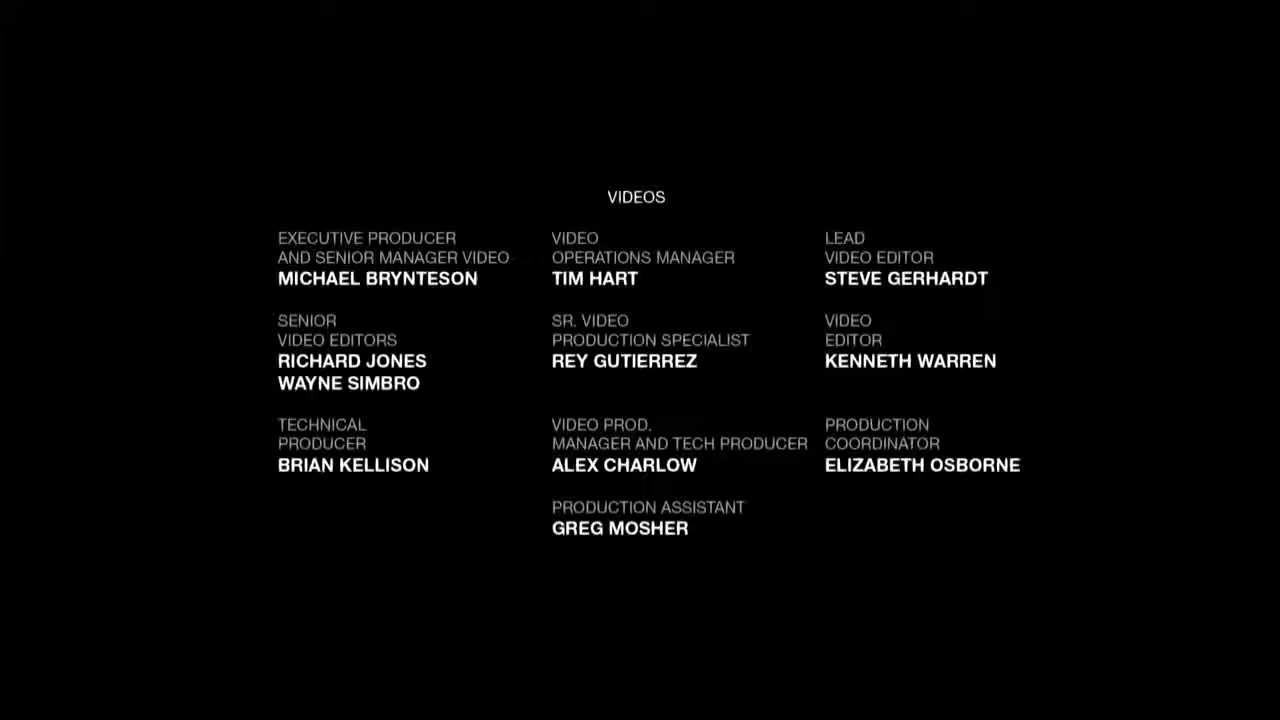 VIDEOS
EXECUTIVE PRODUCER
AND SENIOR MANAGER VIDEO
MICHAEL BRYNTESON
VIDEO
OPERATIONS MANAGER
TIM HART
LEAD
VIDEO EDITOR
STEVE GERHARDT
SENIOR
VIDEO EDITORS
RICHARD JONES
WAYNE SIMBRO
SR. VIDEO
PRODUCTION SPECIALIST
REY GUTIERREZ
VIDEO
EDITOR
KENNETH WARREN
TECHNICAL
PRODUCER
BRIAN KELLISON
VIDEO PROD.
MANAGER AND TECH PRODUCER
ALEX CHARLOW
PRODUCTION
COORDINATOR
ELIZABETH OSBORNE
PRODUCTION ASSISTANT
GREG MOSHER